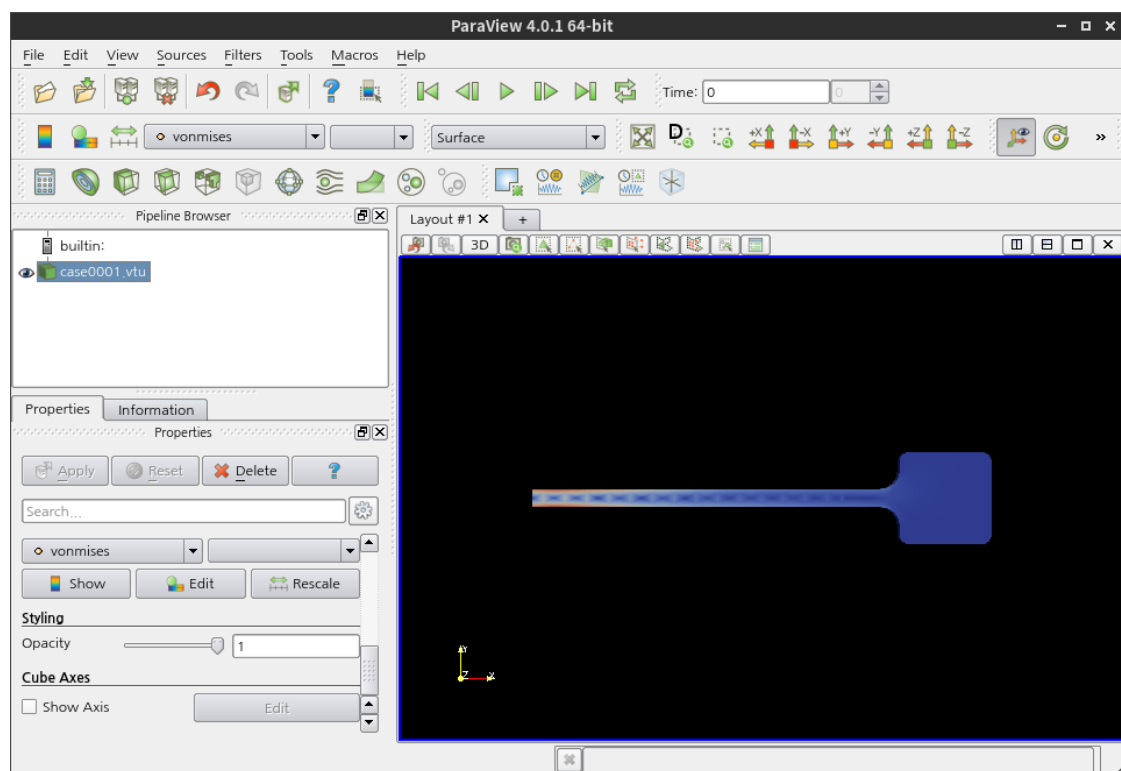 ParaView 4.0.1 64-bit
File Edit View Sources Filters Tools Macros Help
Time: 0 0
vonmises Surface +X -X +Y -Y +Z -Z »
Pipeline Browser
Layout #1 +
3D
builtin:
case0001.vtu
Properties Information
Properties
Apply Reset Delete ?
Search...
vonmises
Show Edit Rescale
Styling
Opacity 1
Cube Axes
Show Axis Edit
Y
Z X